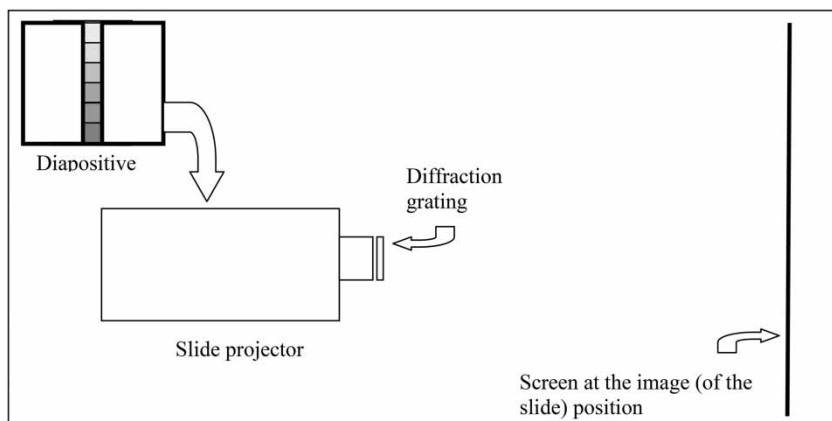 Diapositive
Diffraction
grating
Slide projector
Screen at the image (of the
slide) position